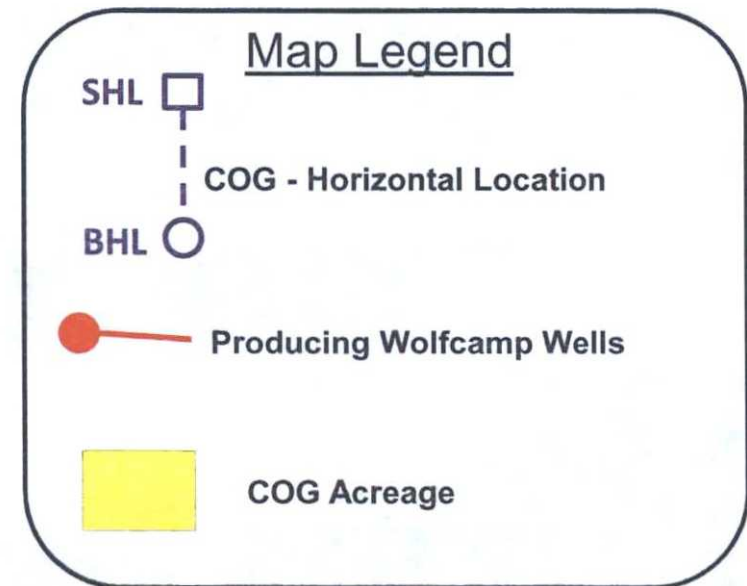 Map Legend
SHL
COG - Horizontal Location
BHL
Producing Wolfcamp Wells
COG Acreage